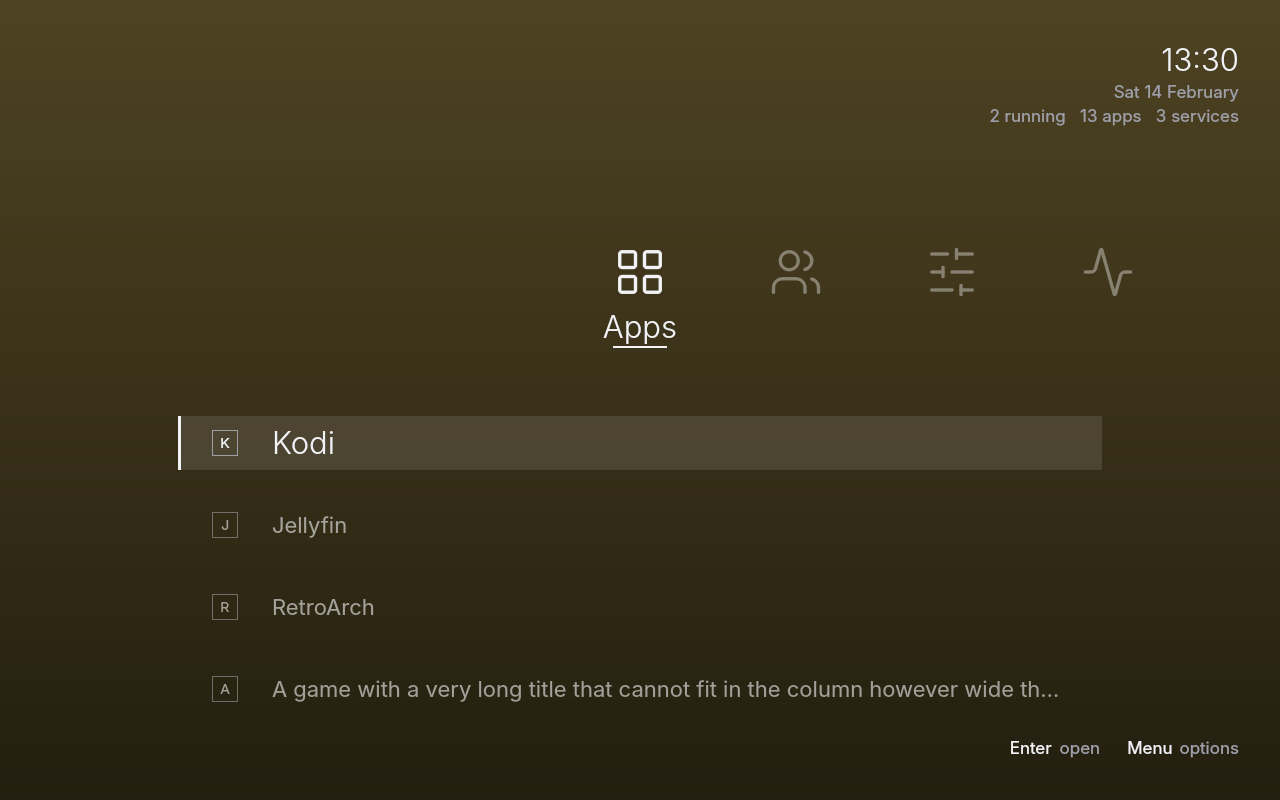 13:30
Sat 14 February
2 running 13 apps 3 services
Apps
K Kodi
J Jellyfin
R RetroArch
A A game with a very long title that cannot fit in the column however wide th...
Enter open Menu options